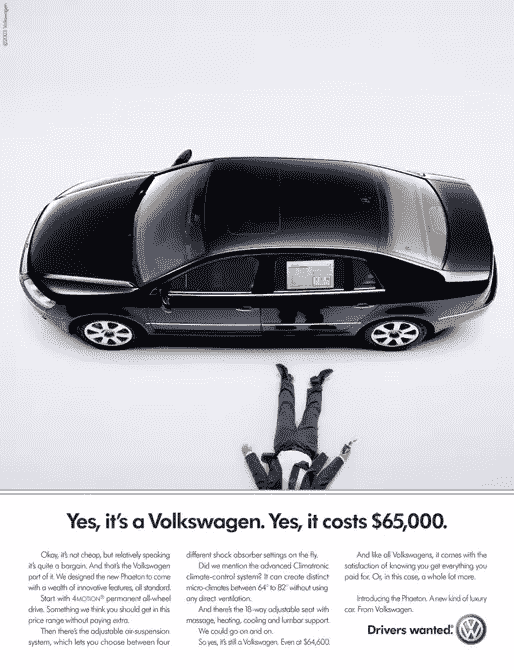 ©2003 Volkswagen
Yes, it's a Volkswagen. Yes, it costs $65,000.
Okay, it's not cheap, but relatively speaking
it's quite a bargain. And that's the Volkswagen
part of it. We designed the new Phaeton to come
with a wealth of innovative features, all standard.
Start with 4MOTION® permanent all-wheel
drive. Something we think you should get in this
price range without paying extra.
Then there's the adjustable air-suspension
system, which lets you choose between four
different shock absorber settings on the fly.
Did we mention the advanced Climatronic
climate-control system? It can create distinct
micro-climates between 64° to 82° without using
any direct ventilation.
And there's the 18-way adjustable seat with
massage, heating, cooling and lumbar support.
We could go on and on.
So yes, it's still a Volkswagen. Even at $64,600.
And like all Volkswagens, it comes with the
satisfaction of knowing you get everything you
paid for. Or, in this case, a whole lot more.
Introducing the Phaeton. A new kind of luxury
car. From Volkswagen.
Drivers wanted.®